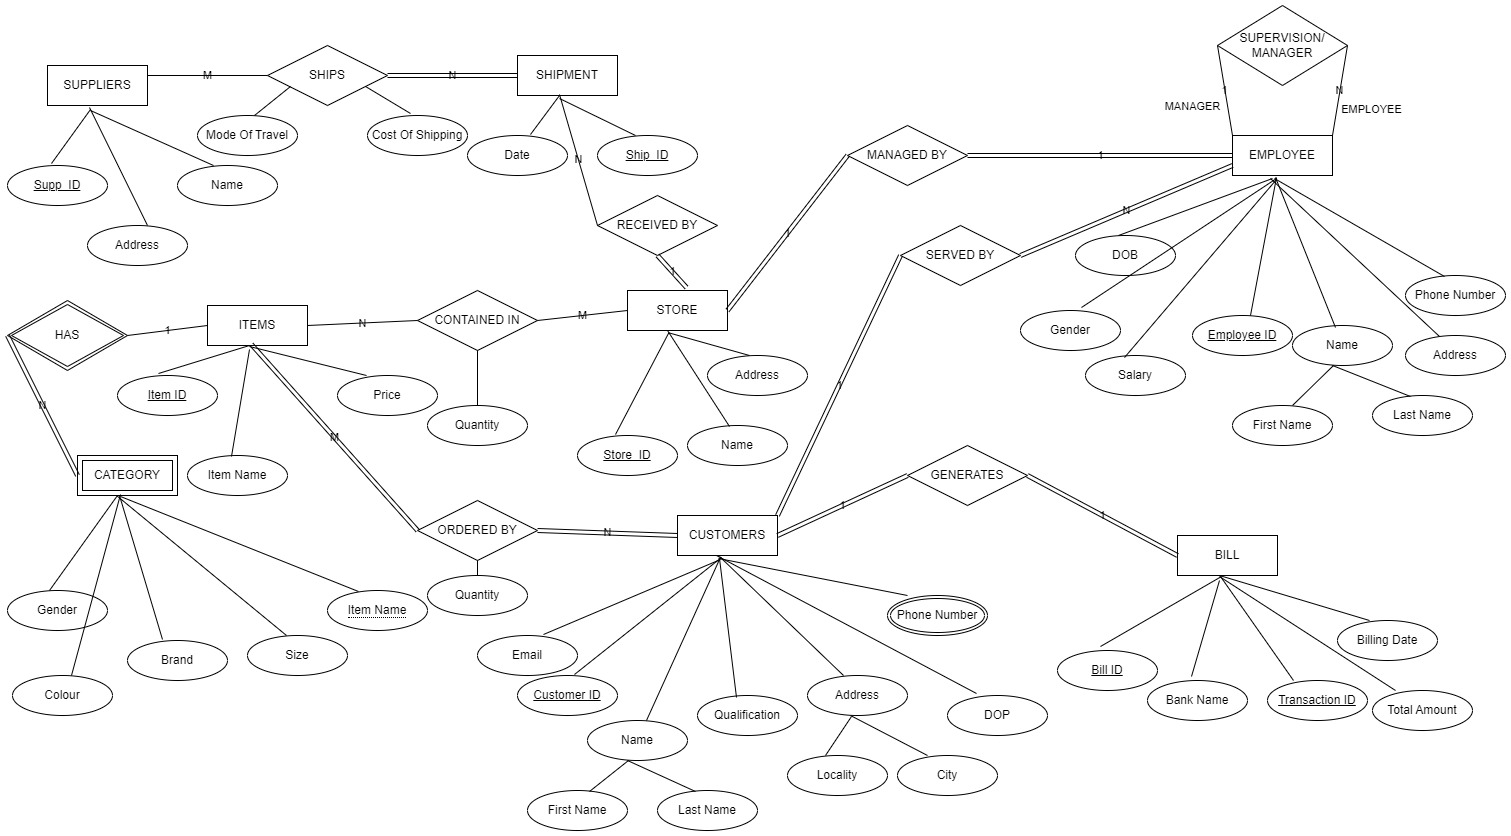 SUPERVISION/
MANAGER
SUPPLIERS
M
SHIPS
N
SHIPMENT
1
N
MANAGER
EMPLOYEE
Mode Of Travel
Cost Of Shipping
Date
N
Ship_ID
MANAGED BY
1
EMPLOYEE
Supp_ID
Name
N
Address
RECEIVED BY
1
1
SERVED BY
DOB
1
Phone Number
HAS
1
ITEMS
N
CONTAINED IN
M
STORE
Gender
Employee ID
Name
Address
Item ID
Price
Address
1
Salary
N
Quantity
First Name
Last Name
M
Name
Store_ID
CATEGORY
Item Name
GENERATES
1
1
ORDERED BY
N
CUSTOMERS
BILL
Quantity
Gender
Item Name
Phone Number
Billing Date
Brand
Size
Email
Bill ID
Colour
Customer ID
Address
Bank Name
Transaction ID
Total Amount
Qualification
DOP
Name
Locality
City
First Name
Last Name